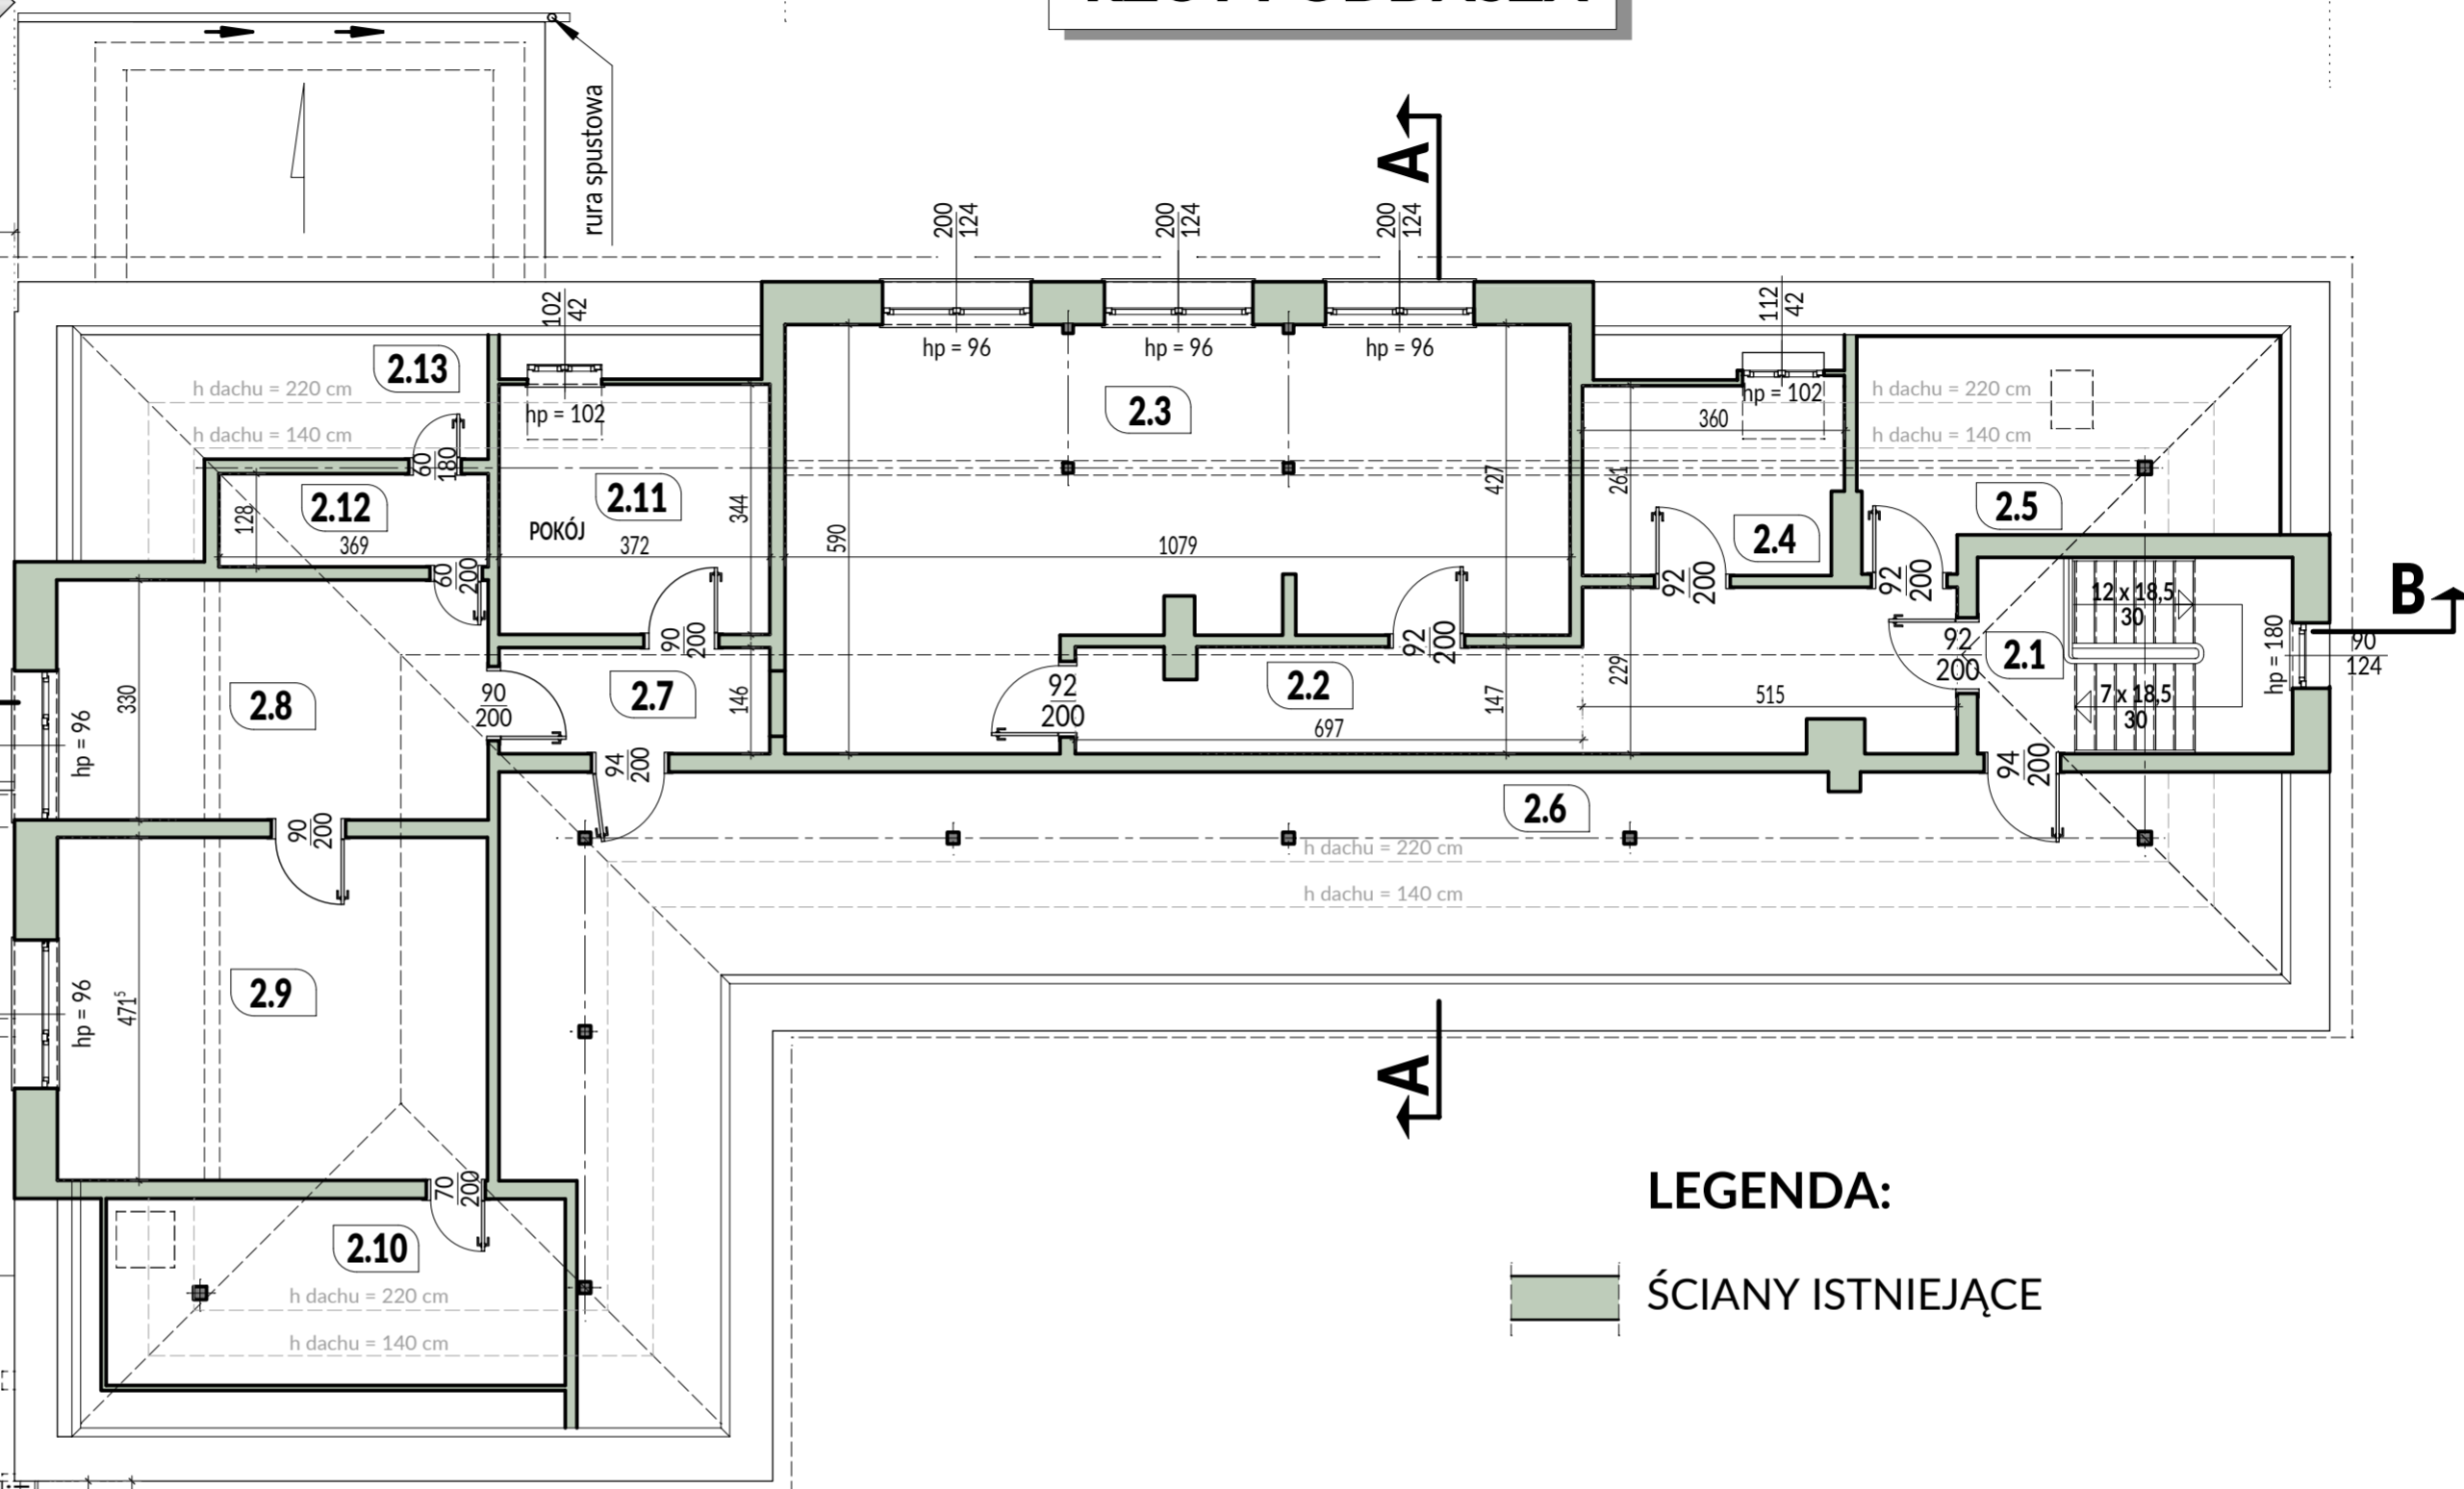 rura spustowa
A
200
124
200
124
200
124
102
42
112
42
2.13
h dachu = 220 cm
h dachu = 140 cm
hp = 96
hp = 96
hp = 96
hp = 102
hp = 102
2.3
360
h dachu = 220 cm
h dachu = 140 cm
60
180
2.12
128
369
2.11
POKÓJ
344
372
590
1079
427
261
2.4
2.5
60
200
92
200
92
200
12 x 18,5
30
B
90
200
92
200
92
200
2.1
hp = 180
90
124
2.8
330
hp = 96
90
200
2.7
146
92
200
2.2
697
147
229
515
7 x 18,5
30
94
200
94
200
90
200
2.6
h dachu = 220 cm
h dachu = 140 cm
2.9
471⁵
hp = 96
A
70
200
2.10
h dachu = 220 cm
h dachu = 140 cm
LEGENDA:
ŚCIANY ISTNIEJĄCE